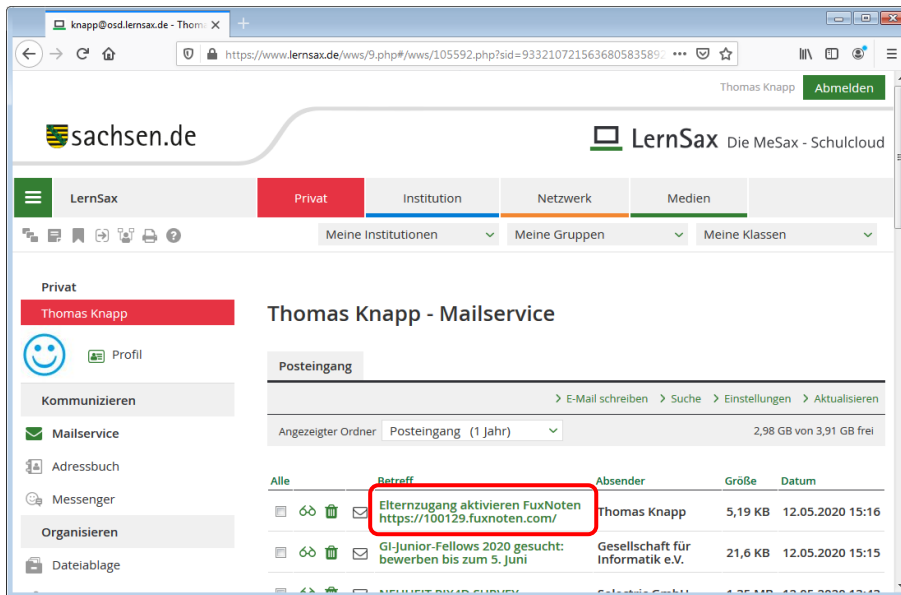 knapp@osd.lernsax.de - Thoma
https://www.lernsax.de/wws/9.php#/wws/105592.php?sid=9332107215636805835892
Thomas Knapp Abmelden
sachsen.de
LernSax Die MeSax - Schulcloud
LernSax Privat Institution Netzwerk Medien
Meine Institutionen Meine Gruppen Meine Klassen
Privat
Thomas Knapp
Profil
Kommunizieren
Mailservice
Adressbuch
Messenger
Organisieren
Dateiablage
Thomas Knapp - Mailservice
Posteingang
E-Mail schreiben Suche Einstellungen Aktualisieren
Angezeigter Ordner Posteingang (1 Jahr) 2,98 GB von 3,91 GB frei
Alle Betreff Absender Größe Datum
Elternzugang aktivieren FuxNoten
https://100129.fuxnoten.com/
Thomas Knapp 5,19 KB 12.05.2020 15:16
GI-Junior-Fellows 2020 gesucht:
bewerben bis zum 5. Juni
Gesellschaft für
Informatik e.V.
21,6 KB 12.05.2020 15:15